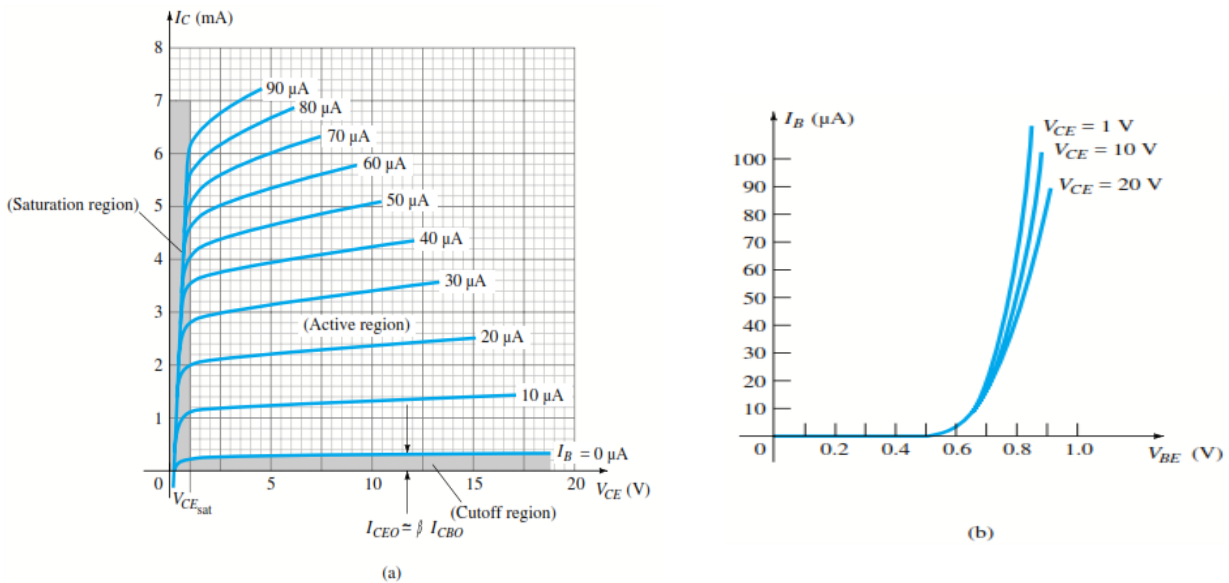 I_C (mA)
8
7
6
5
4
3
2
1
0
90 μA
80 μA
70 μA
60 μA
50 μA
40 μA
30 μA
20 μA
10 μA
I_B = 0 μA
(Saturation region)
(Active region)
(Cutoff region)
V_CE_sat
5
10
15
20
V_CE (V)
I_CEO ≃ β I_CBO
(a)
I_B (μA)
100
90
80
70
60
50
40
30
20
10
0
V_CE = 1 V
V_CE = 10 V
V_CE = 20 V
0.2
0.4
0.6
0.8
1.0
V_BE (V)
(b)